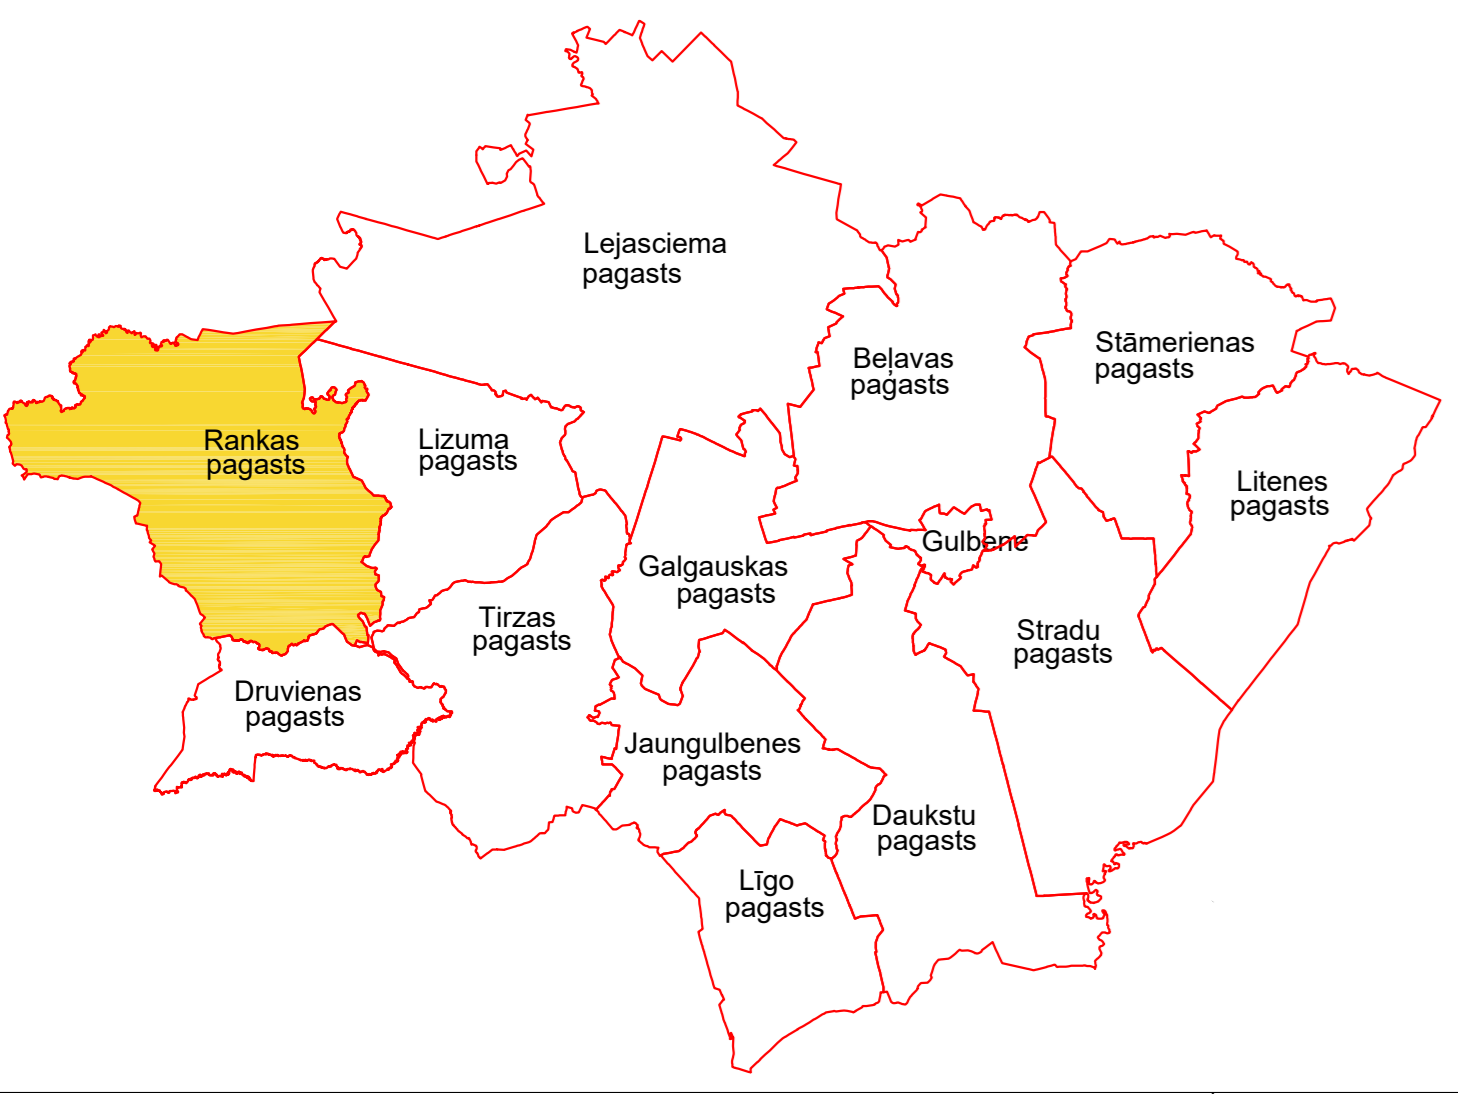 Lejasciema
pagasts
Stāmerienas
pagasts
Beļavas
pagasts
Rankas
pagasts
Lizuma
pagasts
Litenes
pagasts
Gulbene
Galgauskas
pagasts
Tirzas
pagasts
Stradu
pagasts
Druvienas
pagasts
Jaungulbenes
pagasts
Daukstu
pagasts
Līgo
pagasts